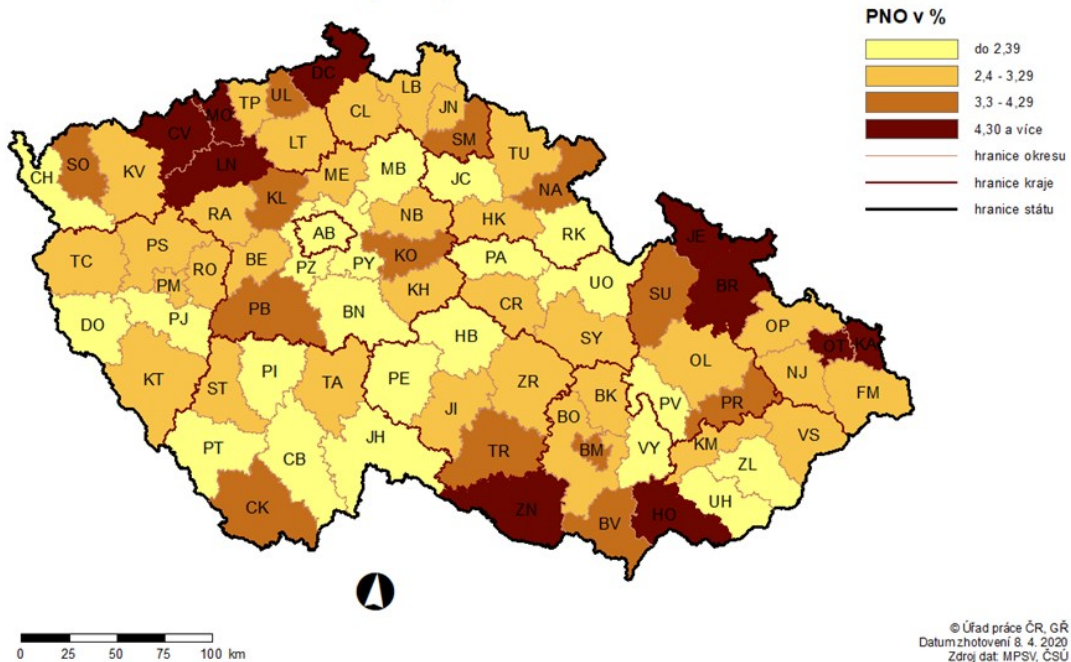 PNO v %
do 2,39
2,4 - 3,29
3,3 - 4,29
4,30 a více
hranice okresu
hranice kraje
hranice státu
DC
LB
UL
TP
MO
CL
JN
CV
LT
SM
LN
TU
SO
KV
CH
ME
MB
JC
NA
KL
RA
NB
HK
RK
AB
JE
PS
TC
RO
BE
PZ
PY
KO
PA
PM
UO
BR
SU
KH
CR
PB
BN
DO
PJ
OP
HB
SY
OT
KA
OL
KT
ST
PI
TA
PE
ZR
NJ
FM
BK
PV
PR
JI
BO
VS
PT
CB
JH
TR
BM
VY
KM
ZL
CK
ZN
BV
HO
UH
0 25 50 75 100 km
© Úřad práce ČR, GŘ
Datum zhotovení 8. 4. 2020
Zdroj dat: MPSV, ČSÚ